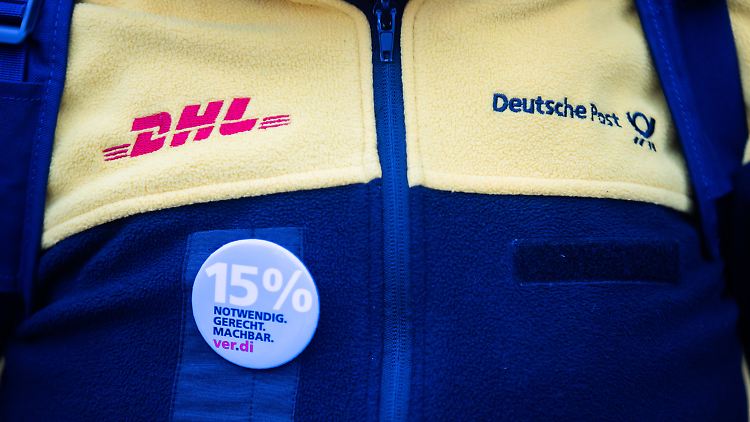 DHL
Deutsche Post
15%
NOTWENDIG.
GERECHT.
MACHBAR.
ver.di